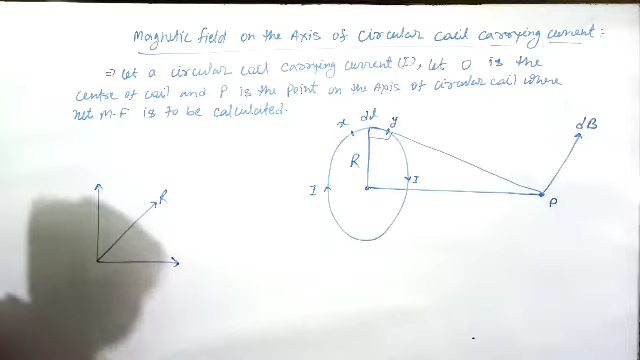 Magnetic field on the Axis of circular coil carrying current:
⇒ Let a circular coil carrying current (I), Let O is the
centre of coil and P is the point on the Axis of circular coil where
net M.F is to be calculated.
x dl y
dB
R
I
I
P
R